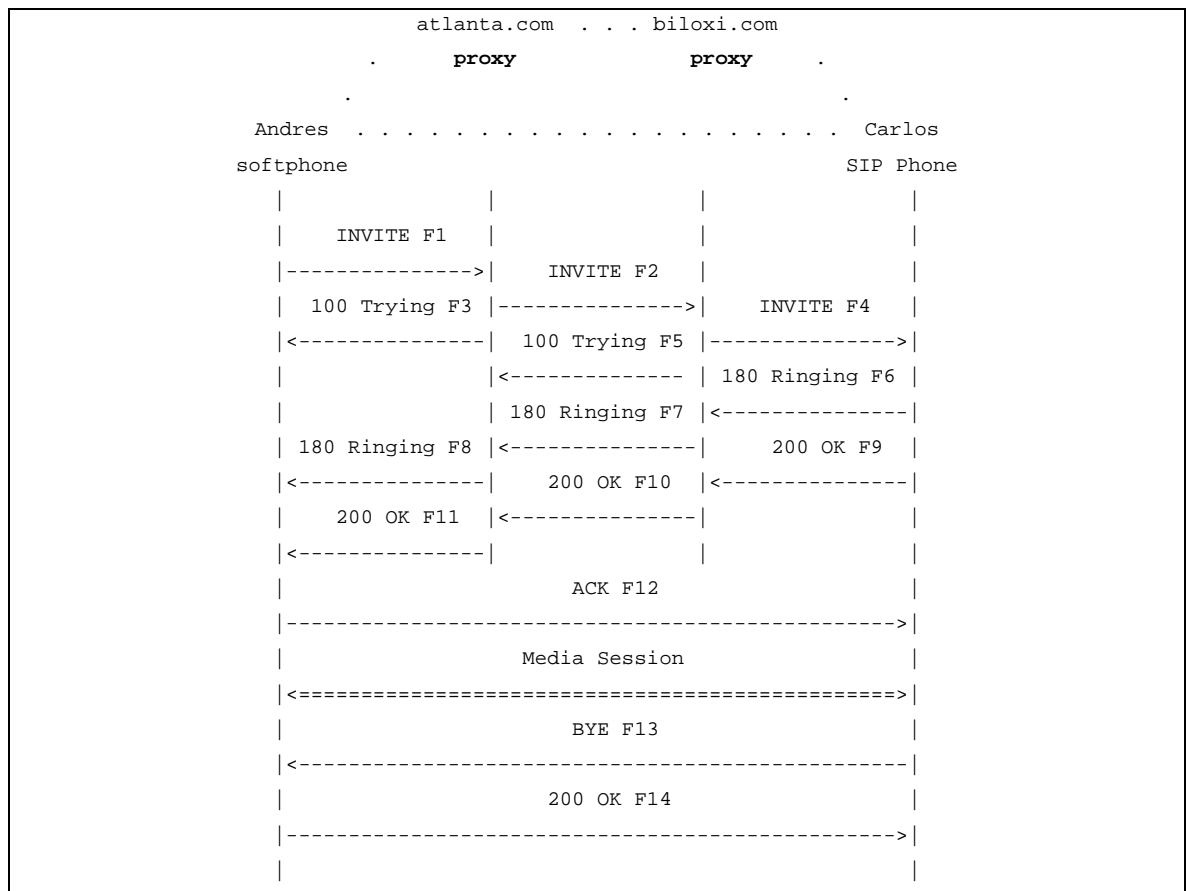 atlanta.com . . . biloxi.com
. proxy proxy .
. .
Andres . . . . . . . . . . . . . . . . . . . . Carlos
softphone SIP Phone
| | | |
| INVITE F1 | | |
|--------------->| INVITE F2 | |
| 100 Trying F3 |--------------->| INVITE F4 |
|<---------------| 100 Trying F5 |--------------->|
| |<-------------- | 180 Ringing F6 |
| | 180 Ringing F7 |<---------------|
| 180 Ringing F8 |<---------------| 200 OK F9 |
|<---------------| 200 OK F10 |<---------------|
| 200 OK F11 |<---------------| |
|<---------------| | |
| ACK F12 |
|------------------------------------------------->|
| Media Session |
|<================================================>|
| BYE F13 |
|<-------------------------------------------------|
| 200 OK F14 |
|------------------------------------------------->|
| |